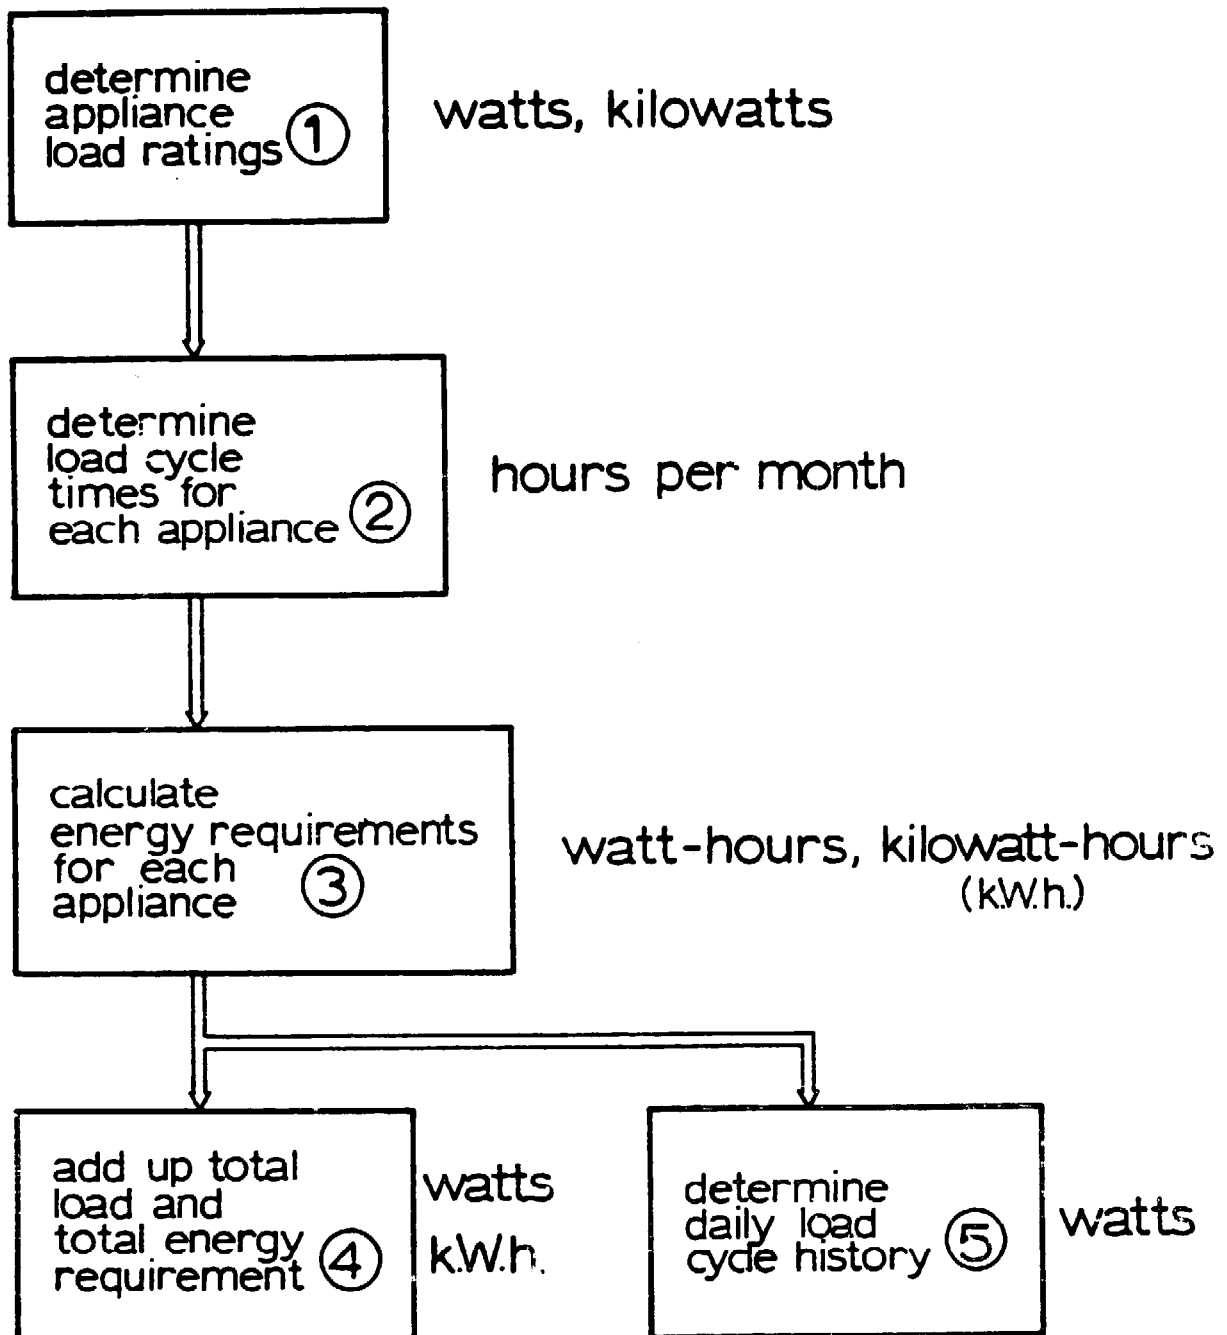 determine
appliance
load ratings ①
watts, kilowatts
determine
load cycle
times for
each appliance ②
hours per month
calculate
energy requirements
for each
appliance ③
watt-hours, kilowatt-hours
(k.W.h.)
add up total
load and
total energy
requirement ④
watts
k.W.h.
determine
daily load
cycle history ⑤
watts